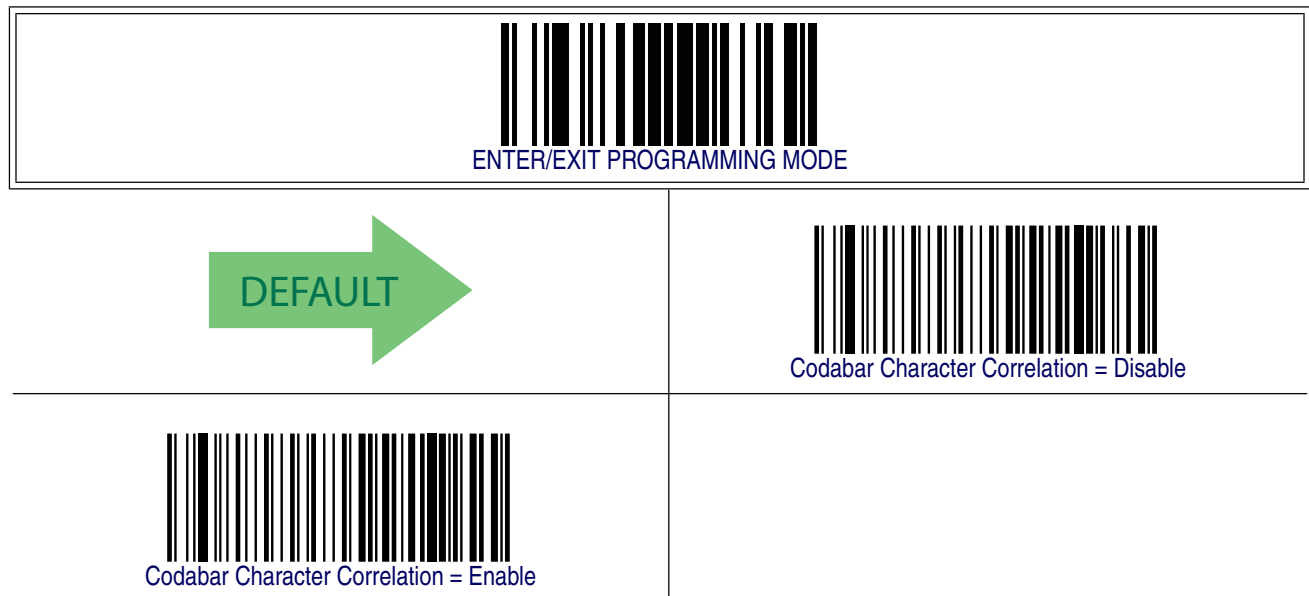 ENTER/EXIT PROGRAMMING MODE
DEFAULT
Codabar Character Correlation = Disable
Codabar Character Correlation = Enable